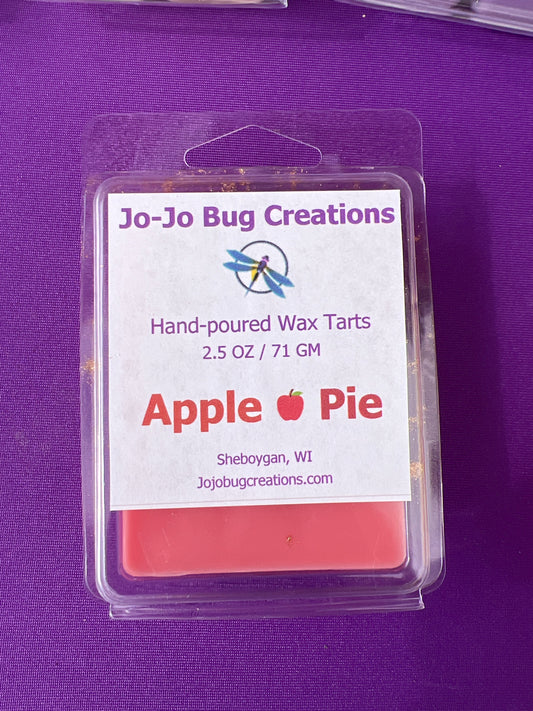 Jo-Jo Bug Creations
Hand-poured Wax Tarts
2.5 OZ / 71 GM
Apple Pie
Sheboygan, WI
Jojobugcreations.com